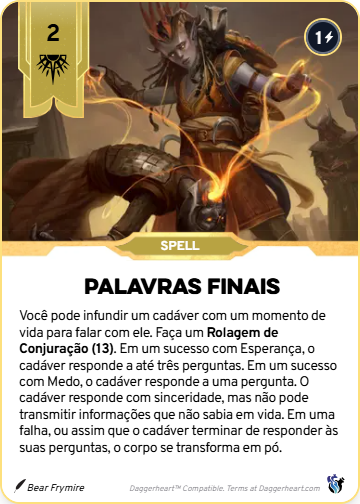 2
1
SPELL
PALAVRAS FINAIS
Você pode infundir um cadáver com um momento de
vida para falar com ele. Faça um Rolagem de
Conjuração (13). Em um sucesso com Esperança, o
cadáver responde a até três perguntas. Em um sucesso
com Medo, o cadáver responde a uma pergunta. O
cadáver responde com sinceridade, mas não pode
transmitir informações que não sabia em vida. Em uma
falha, ou assim que o cadáver terminar de responder às
suas perguntas, o corpo se transforma em pó.
Bear Frymire
Daggerheart™ Compatible. Terms at Daggerheart.com